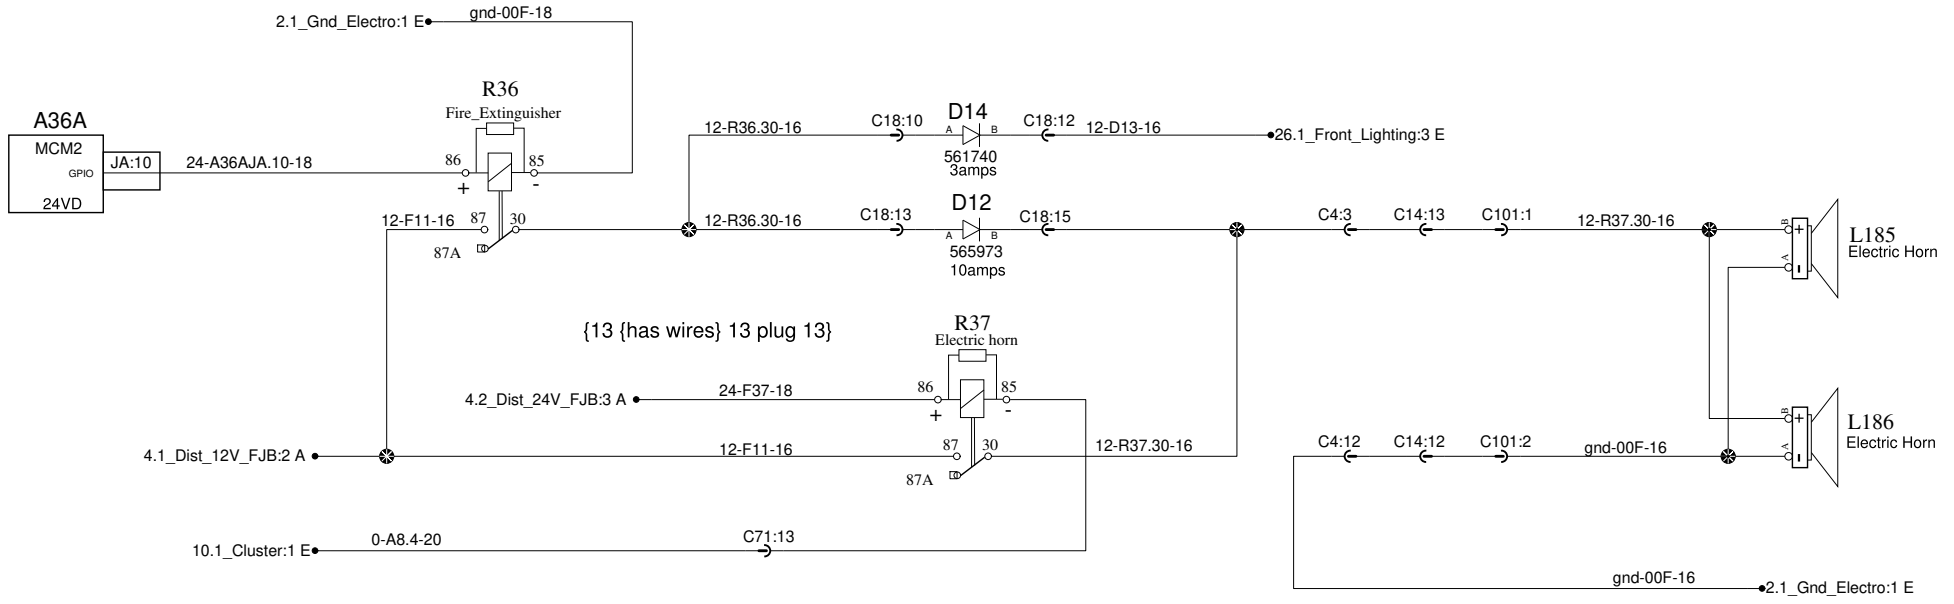 2.1_Gnd_Electro:1 E
gnd-00F-18
R36
Fire_Extinguisher
A36A
MCM2
GPIO
24VD
JA:10
24-A36AJA.10-18
86
85
+
-
12-F11-16
87
30
87A
12-R36.30-16
C18:10
D14
A
B
561740
3amps
C18:12
12-D13-16
26.1_Front_Lighting:3 E
12-R36.30-16
C18:13
D12
A
B
565973
10amps
C18:15
C4:3
C14:13
C101:1
12-R37.30-16
B
+
A
-
L185
Electric Horn
{13 {has wires} 13 plug 13}
R37
Electric horn
4.2_Dist_24V_FJB:3 A
24-F37-18
86
85
+
-
4.1_Dist_12V_FJB:2 A
12-F11-16
87
30
87A
12-R37.30-16
C4:12
C14:12
C101:2
gnd-00F-16
B
+
A
-
L186
Electric Horn
10.1_Cluster:1 E
0-A8.4-20
C71:13
gnd-00F-16
2.1_Gnd_Electro:1 E